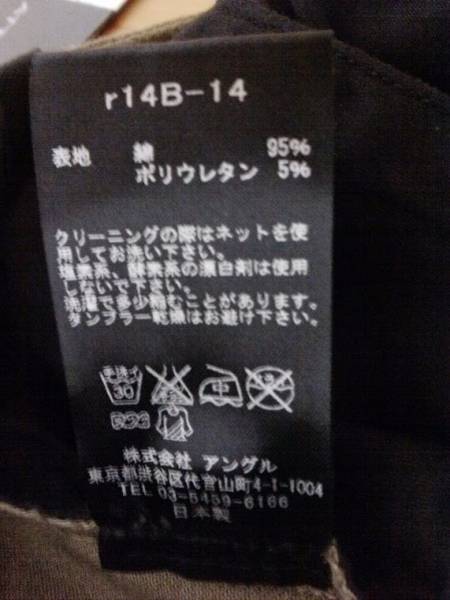 r14B-14
表地 綿 95%
ポリウレタン 5%
クリーニングの際はネットを使
用してお洗い下さい。
塩素系、酸素系の漂白剤は使用
しないで下さい。
洗濯で多少縮むことがあります。
タンブラー乾燥はお避け下さい。
手洗イ
30
中
株式会社 アングル
東京都渋谷区代官山町4-1-1004
TEL 03-5459-6166
日本製